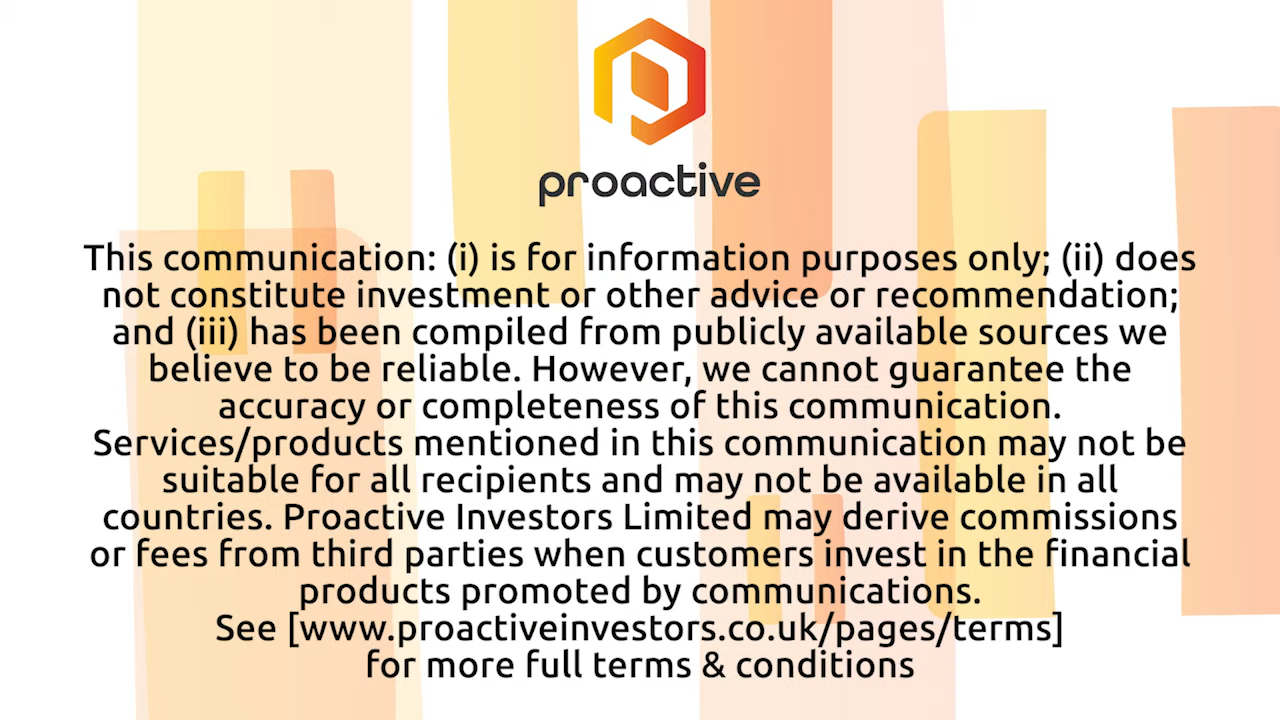 proactive
This communication: (i) is for information purposes only; (ii) does
not constitute investment or other advice or recommendation;
and (iii) has been compiled from publicly available sources we
believe to be reliable. However, we cannot guarantee the
accuracy or completeness of this communication.
Services/products mentioned in this communication may not be
suitable for all recipients and may not be available in all
countries. Proactive Investors Limited may derive commissions
or fees from third parties when customers invest in the financial
products promoted by communications.
See [www.proactiveinvestors.co.uk/pages/terms]
for more full terms & conditions